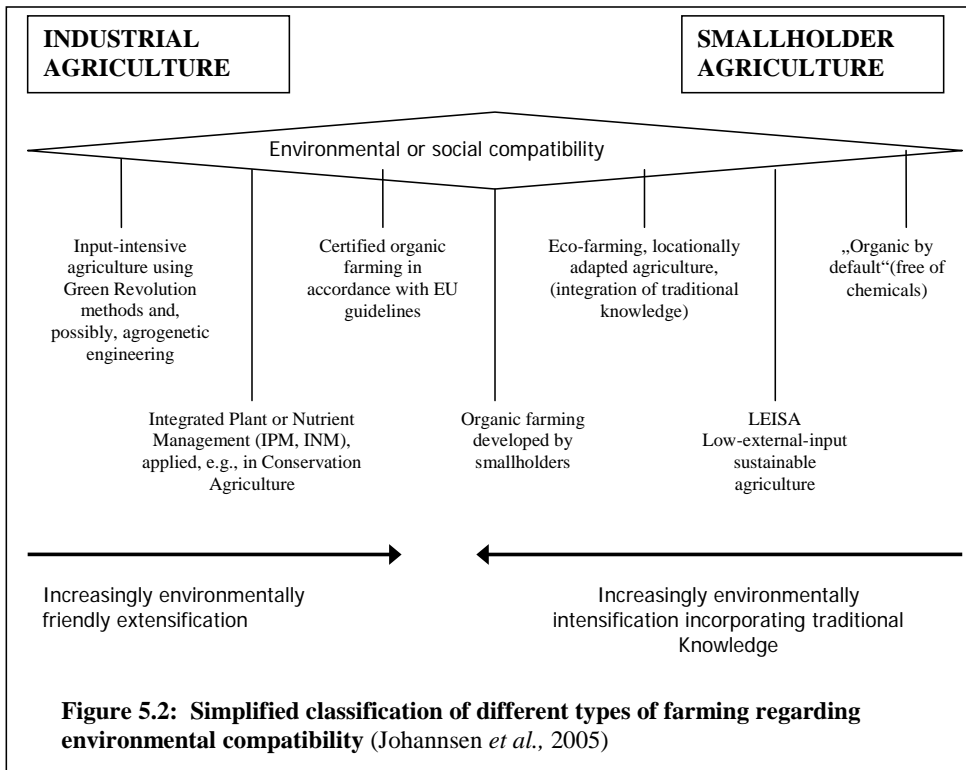 INDUSTRIAL
AGRICULTURE
SMALLHOLDER
AGRICULTURE
Environmental or social compatibility
Input-intensive
agriculture using
Green Revolution
methods and,
possibly, agrogenetic
engineering
Certified organic
farming in
accordance with EU
guidelines
Eco-farming, locationally
adapted agriculture,
(integration of traditional
knowledge)
„Organic by
default“(free of
chemicals)
Integrated Plant or Nutrient
Management (IPM, INM),
applied, e.g., in Conservation
Agriculture
Organic farming
developed by
smallholders
LEISA
Low-external-input
sustainable
agriculture
Increasingly environmentally
friendly extensification
Increasingly environmentally
intensification incorporating traditional
Knowledge
Figure 5.2: Simplified classification of different types of farming regarding
environmental compatibility (Johannsen et al., 2005)